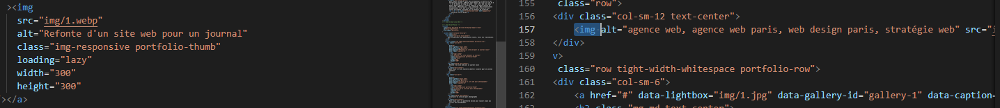 ><img
src="img/1.webp"
alt="Refonte d'un site web pour un journal"
class="img-responsive portfolio-thumb"
loading="lazy"
width="300"
height="300"
></a>
155 class="row">
156 <div class="col-sm-12 text-center">
157 <img alt="agence web, agence web paris, web design paris, stratégie web" src="i
158 </div>
159 v>
160 class="row tight-width-whitespace portfolio-row">
161 <div class="col-sm-6">
162 <a href="#" data-lightbox="img/1.jpg" data-gallery-id="gallery-1" data-caption=
163 <h3 class="mg-md text-center">